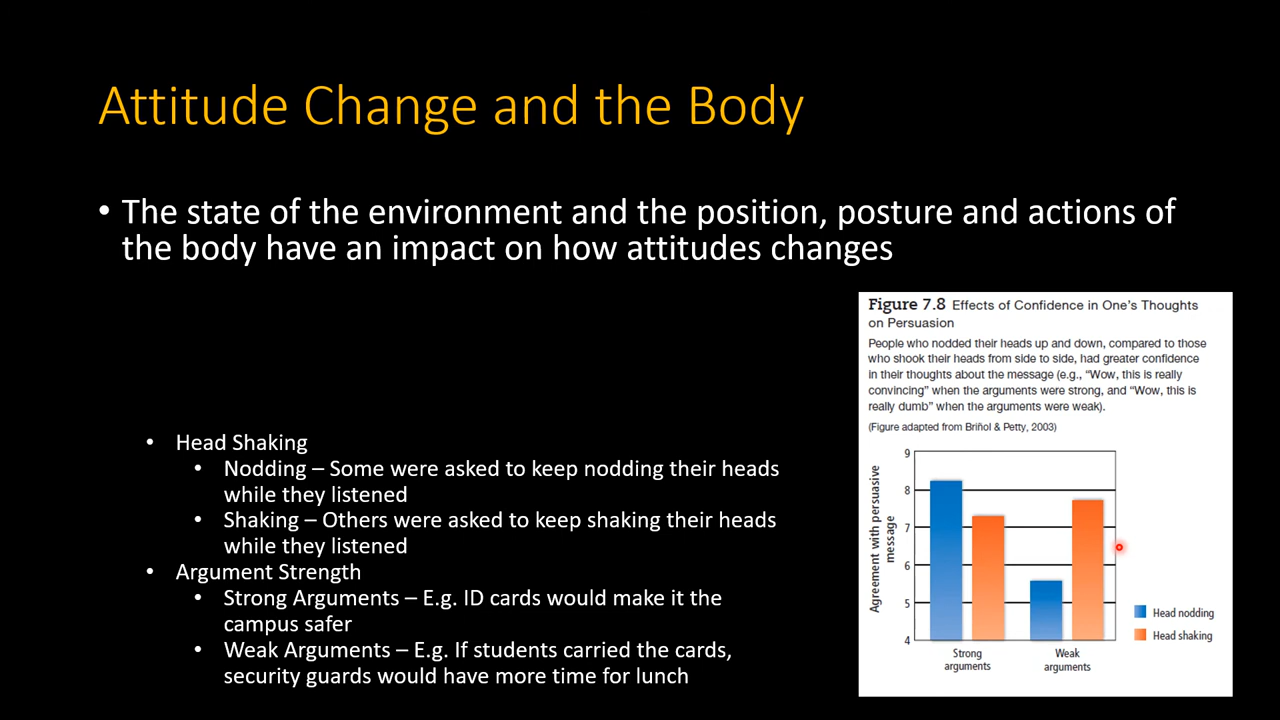 Attitude Change and the Body
• The state of the environment and the position, posture and actions of
the body have an impact on how attitudes changes
• Head Shaking
• Nodding – Some were asked to keep nodding their heads
while they listened
• Shaking – Others were asked to keep shaking their heads
while they listened
• Argument Strength
• Strong Arguments – E.g. ID cards would make it the
campus safer
• Weak Arguments – E.g. If students carried the cards,
security guards would have more time for lunch
Figure 7.8 Effects of Confidence in One's Thoughts
on Persuasion
People who nodded their heads up and down, compared to those
who shook their heads from side to side, had greater confidence
in their thoughts about the message (e.g., "Wow, this is really
convincing" when the arguments were strong, and "Wow, this is
really dumb" when the arguments were weak).
(Figure adapted from Briñol & Petty, 2003)
Agreement with persuasive
message
9
8
7
6
5
4
Strong
arguments
Weak
arguments
Head nodding
Head shaking